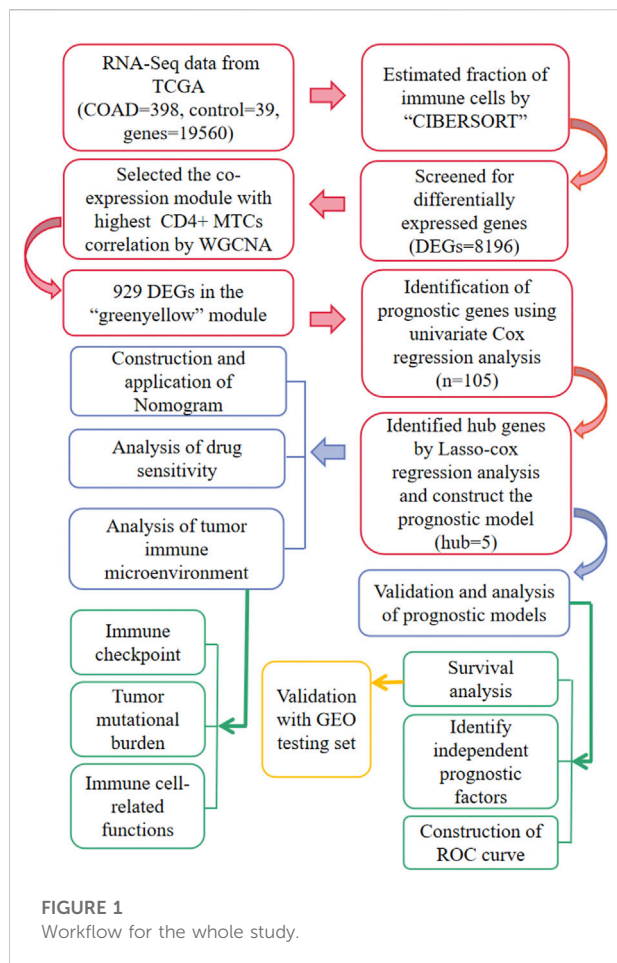 RNA-Seq data from
TCGA
(COAD=398, control=39,
genes=19560)
Estimated fraction of
immune cells by
“CIBERSORT”
Screened for
differentially
expressed genes
(DEGs=8196)
Selected the co-
expression module with
highest CD4+ MTCs
correlation by WGCNA
929 DEGs in the
“greenyellow” module
Identification of
prognostic genes using
univariate Cox
regression analysis
(n=105)
Identified hub genes
by Lasso-cox
regression analysis
and construct the
prognostic model
(hub=5)
Construction and
application of
Nomogram
Analysis of drug
sensitivity
Analysis of tumor
immune
microenvironment
Immune
checkpoint
Tumor
mutational
burden
Immune cell-
related
functions
Validation and analysis
of prognostic models
Survival
analysis
Identify
independent
prognostic
factors
Construction of
ROC curve
Validation
with GEO
testing set
FIGURE 1
Workflow for the whole study.